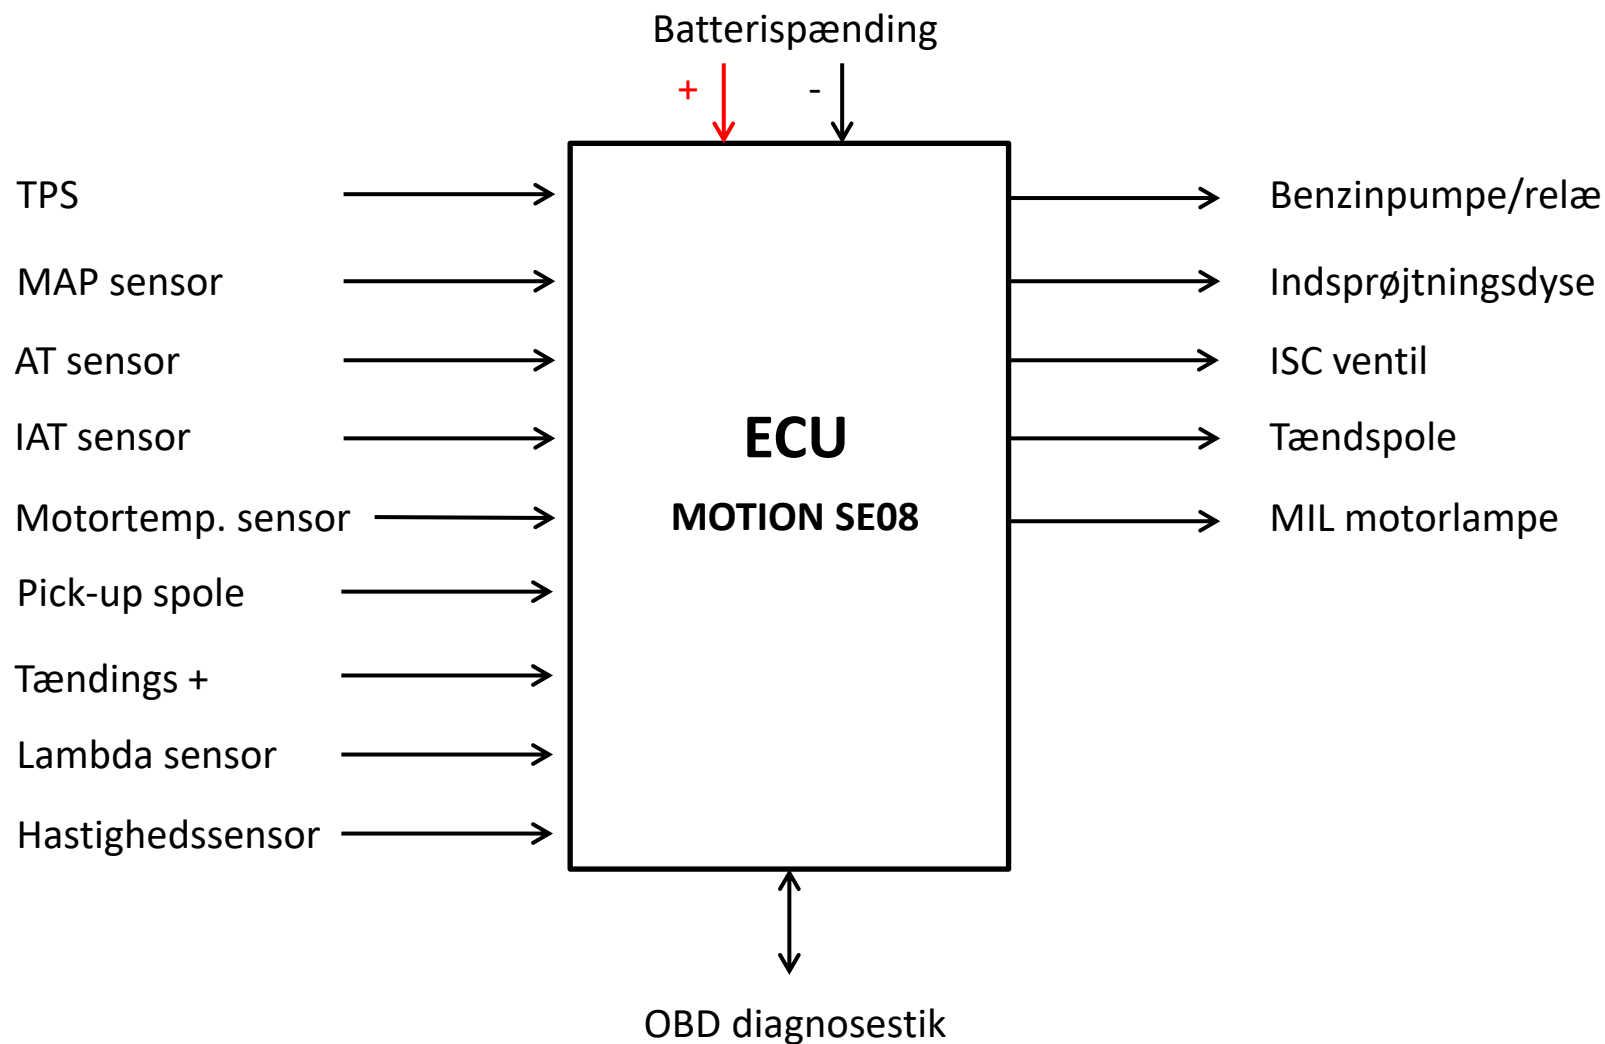 Batterispænding
+ -
TPS
MAP sensor
AT sensor
IAT sensor
Motortemp. sensor
Pick-up spole
Tændings +
Lambda sensor
Hastighedssensor
ECU
MOTION SE08
Benzinpumpe/relæ
Indsprøjtningsdyse
ISC ventil
Tændspole
MIL motorlampe
OBD diagnosestik